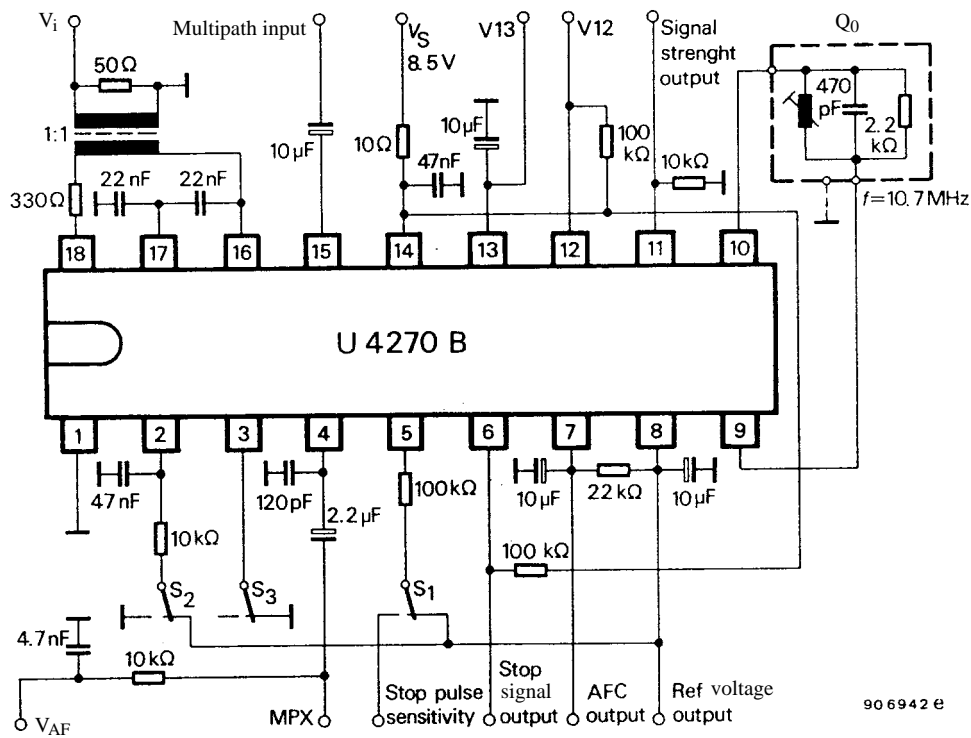 Vi
Multipath input
VS
8.5V
V13
V12
Signal
strenght
output
Q0
50Ω
1:1
10µF
10Ω
10µF
100
kΩ
470
pF
2.2
kΩ
330Ω
22 nF
22 nF
47nF
10kΩ
f=10.7MHz
18
17
16
15
14
13
12
11
10
U 4270 B
1
2
3
4
5
6
7
8
9
47nF
120pF
100kΩ
10µF
22kΩ
10µF
10kΩ
2.2µF
100 kΩ
S2
S3
S1
4.7nF
10kΩ
VAF
MPX
Stop pulse
sensitivity
Stop
signal
output
AFC
output
Ref voltage
output
906942 e